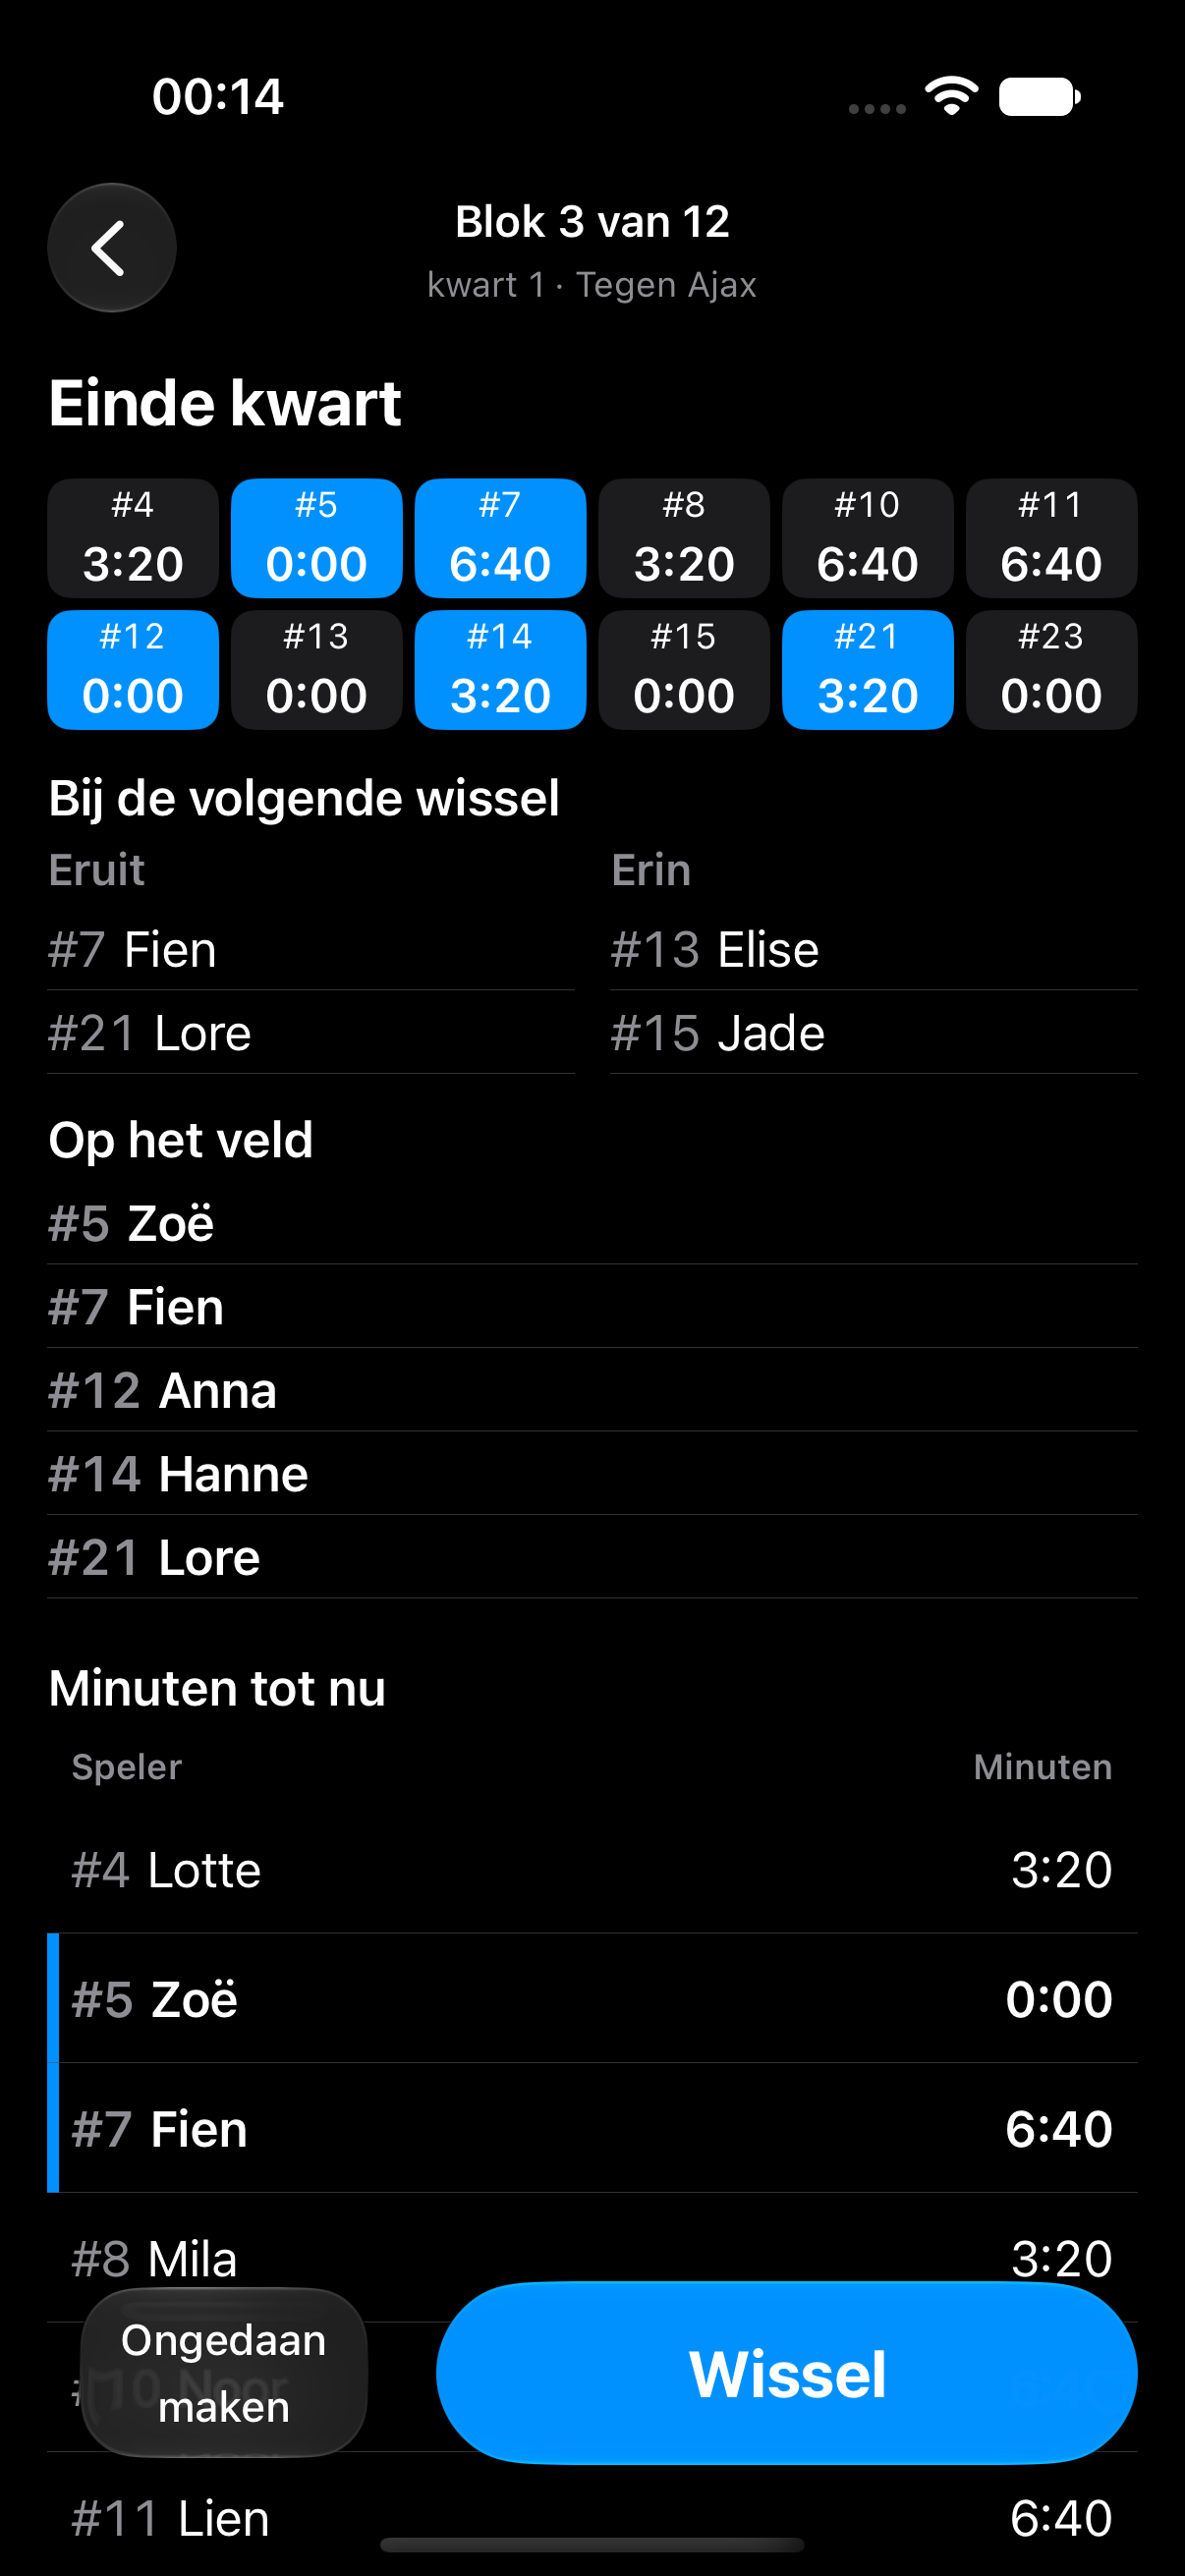 00:14
Blok 3 van 12
kwart 1 · Tegen Ajax
Einde kwart
#4 #5 #7 #8 #10 #11
3:20 0:00 6:40 3:20 6:40 6:40
#12 #13 #14 #15 #21 #23
0:00 0:00 3:20 0:00 3:20 0:00
Bij de volgende wissel
Eruit Erin
#7 Fien #13 Elise
#21 Lore #15 Jade
Op het veld
#5 Zoë
#7 Fien
#12 Anna
#14 Hanne
#21 Lore
Minuten tot nu
Speler Minuten
#4 Lotte 3:20
#5 Zoë 0:00
#7 Fien 6:40
#8 Mila 3:20
Ongedaan
maken
Wissel
#11 Lien 6:40